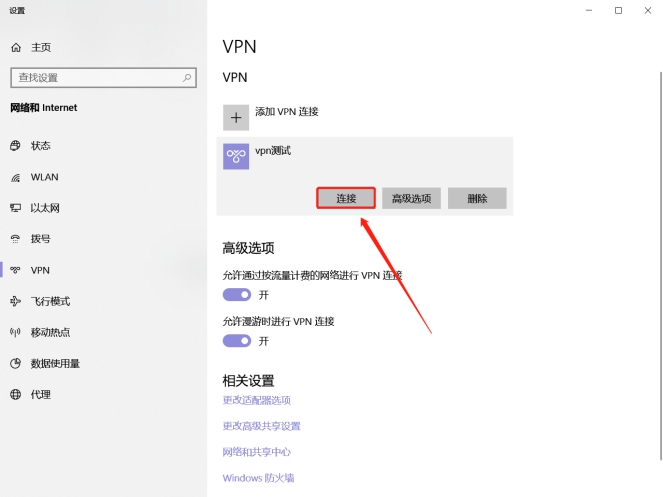 设置
主页
查找设置
网络和 Internet
状态
WLAN
以太网
拨号
VPN
飞行模式
移动热点
数据使用量
代理
VPN
VPN
添加 VPN 连接
vpn测试
连接
高级选项
删除
高级选项
允许通过按流量计费的网络进行 VPN 连接
开
允许漫游时进行 VPN 连接
开
相关设置
更改适配器选项
更改高级共享设置
网络和共享中心
Windows 防火墙